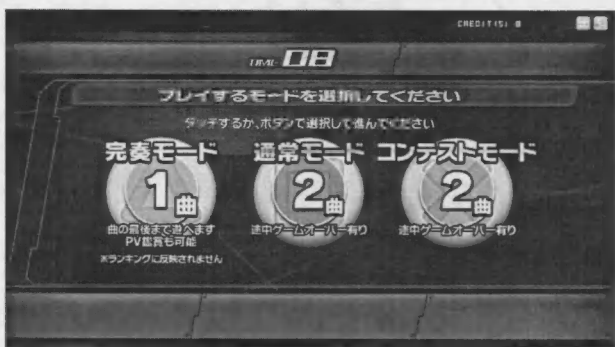 CREDIT(S) 0
TIME 08
プレイするモードを選択してください
タッチするか、ボタンで選択して進んでください
完奏モード
1曲
曲の最後まで遊べます
PV鑑賞も可能
※ランキングに反映されません
通常モード
2曲
途中ゲームオーバー有り
コンテストモード
2曲
途中ゲームオーバー有り